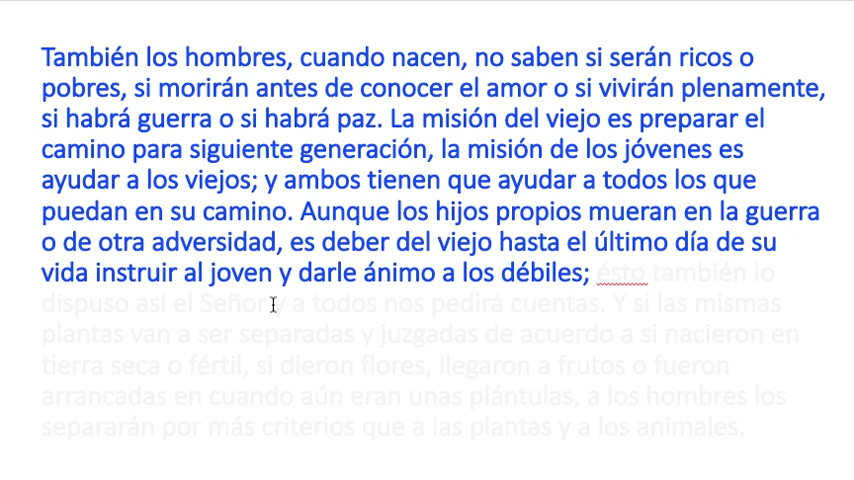 También los hombres, cuando nacen, no saben si serán ricos o
pobres, si morirán antes de conocer el amor o si vivirán plenamente,
si habrá guerra o si habrá paz. La misión del viejo es preparar el
camino para siguiente generación, la misión de los jóvenes es
ayudar a los viejos; y ambos tienen que ayudar a todos los que
puedan en su camino. Aunque los hijos propios mueran en la guerra
o de otra adversidad, es deber del viejo hasta el último día de su
vida instruir al joven y darle ánimo a los débiles; ésto también lo
dispuso así el Señor y a todos nos pedirá cuentas. Y si las mismas
plantas van a ser separadas y juzgadas de acuerdo a si nacieron en
tierra seca o fértil, si dieron flores, llegaron a frutos o fueron
arrancadas en cuando aún eran unas plántulas, a los hombres los
separarán por más criterios que a las plantas y a los animales.